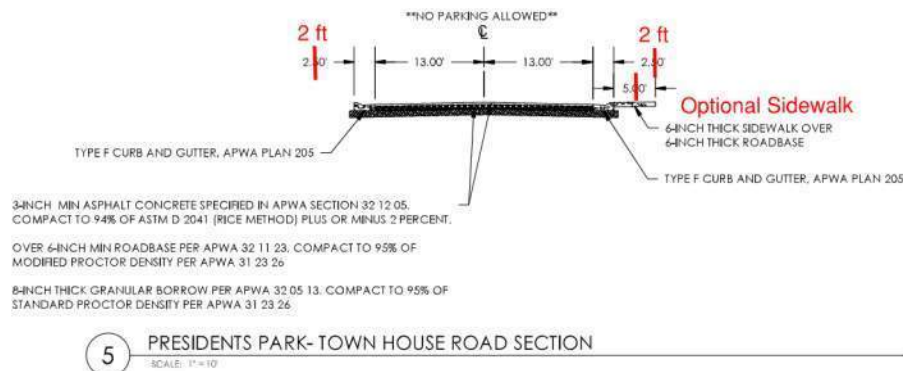 **NO PARKING ALLOWED**
℄
2 ft
2 ft
2.50'
13.00'
13.00'
2.50'
5.00'
Optional Sidewalk
6-INCH THICK SIDEWALK OVER
6-INCH THICK ROADBASE
TYPE F CURB AND GUTTER, APWA PLAN 205
TYPE F CURB AND GUTTER, APWA PLAN 205
3-INCH MIN ASPHALT CONCRETE SPECIFIED IN APWA SECTION 32 12 05.
COMPACT TO 94% OF ASTM D 2041 (RICE METHOD) PLUS OR MINUS 2 PERCENT.
OVER 6-INCH MIN ROADBASE PER APWA 32 11 23. COMPACT TO 95% OF
MODIFIED PROCTOR DENSITY PER APWA 31 23 26
8-INCH THICK GRANULAR BORROW PER APWA 32 05 13. COMPACT TO 95% OF
STANDARD PROCTOR DENSITY PER APWA 31 23 26
5
PRESIDENTS PARK- TOWN HOUSE ROAD SECTION
SCALE: 1" = 10'